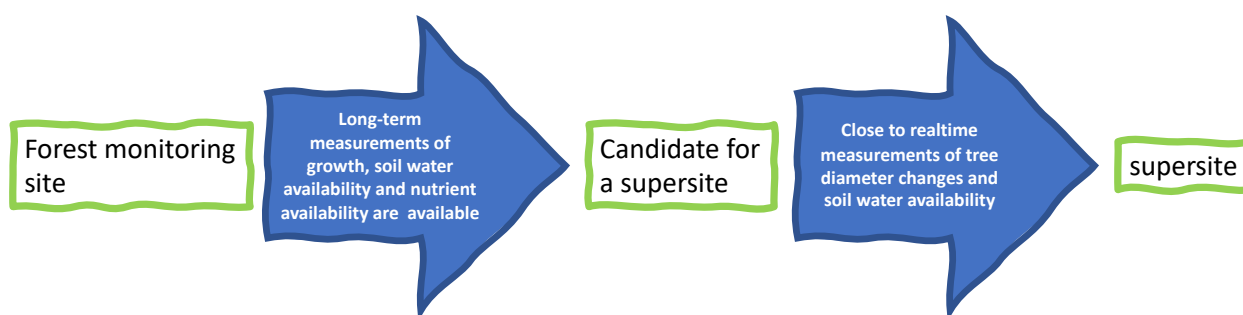 Forest monitoring
site
Long-term
measurements of
growth, soil water
availability and nutrient
availability are  available
Candidate for
a supersite
Close to realtime
measurements of tree
diameter changes and
soil water availability
supersite